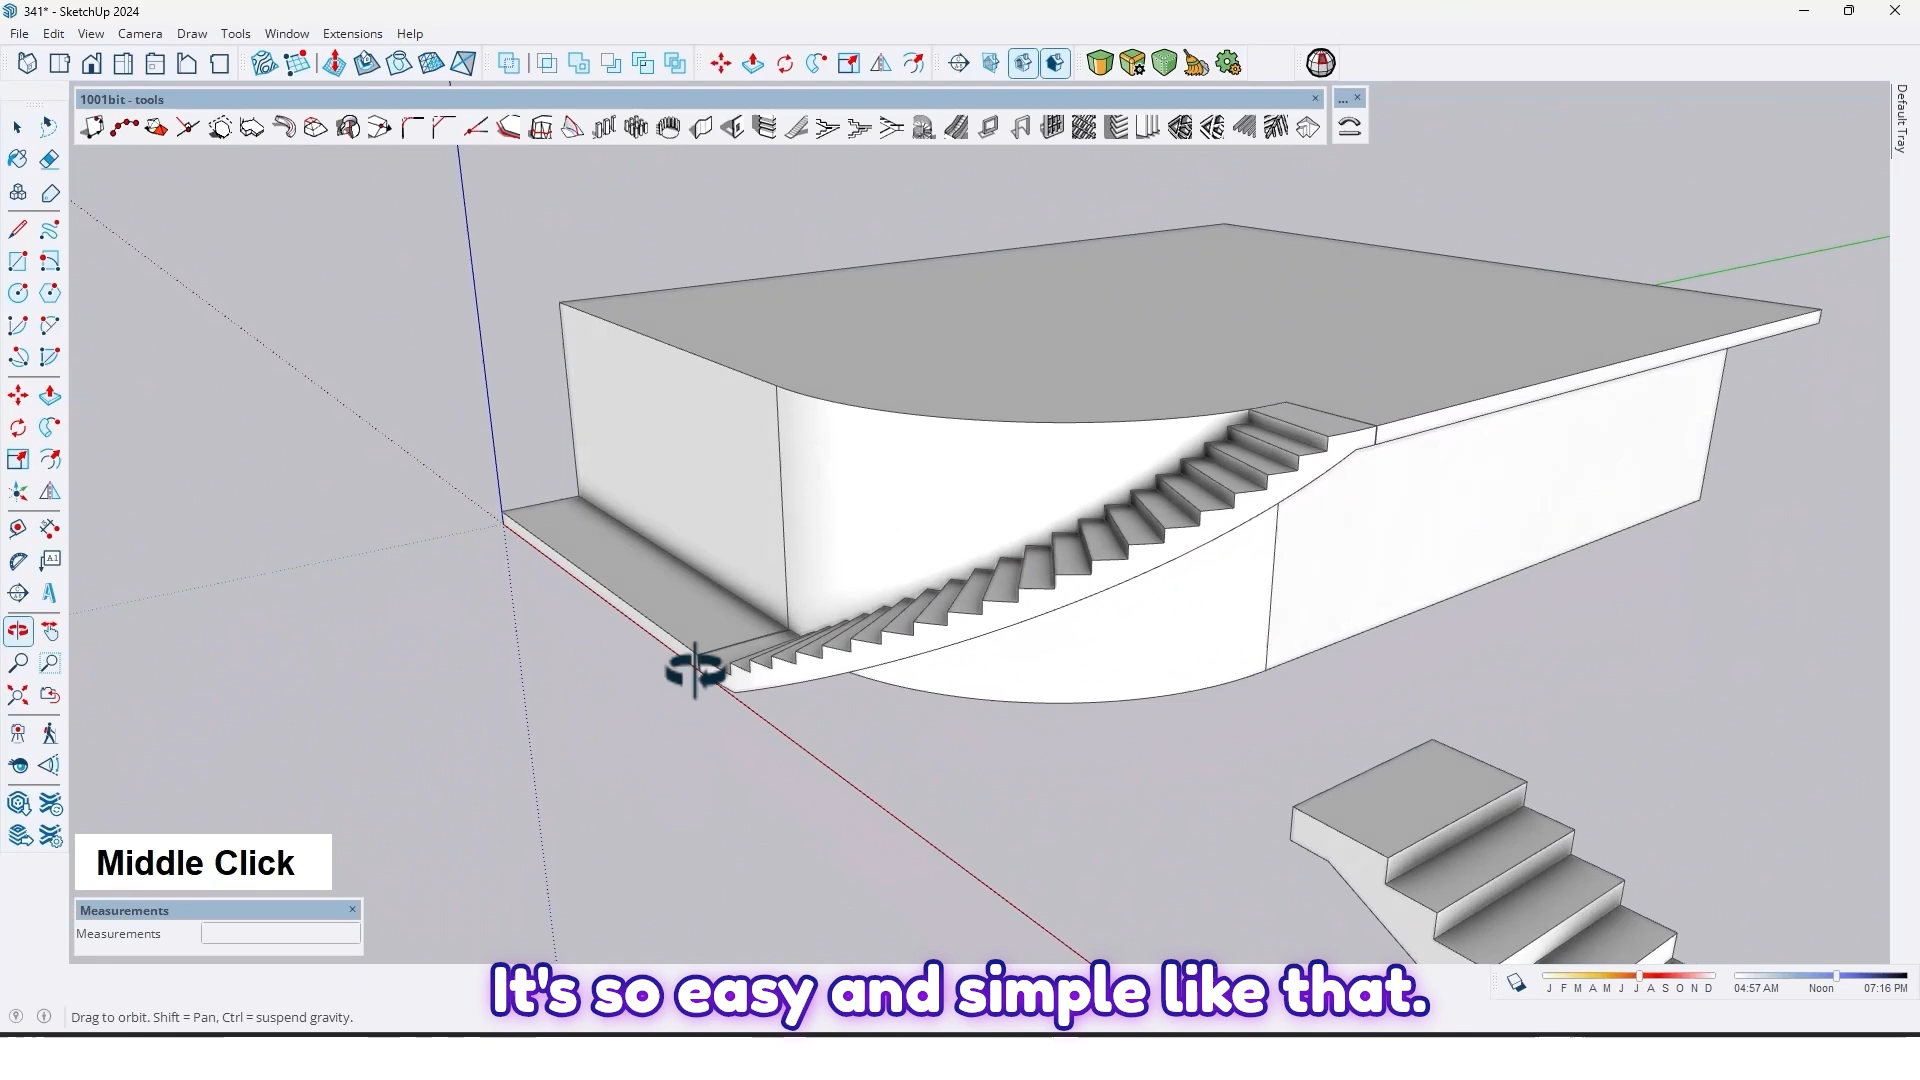 341* - SketchUp 2024
File Edit View Camera Draw Tools Window Extensions Help
1001bit - tools
...
Default Tray
A1
Middle Click
Measurements
Measurements
It's so easy and simple like that.
J F M A M J J A S O N D
04:57 AM Noon 07:16 PM
Drag to orbit. Shift = Pan, Ctrl = suspend gravity.